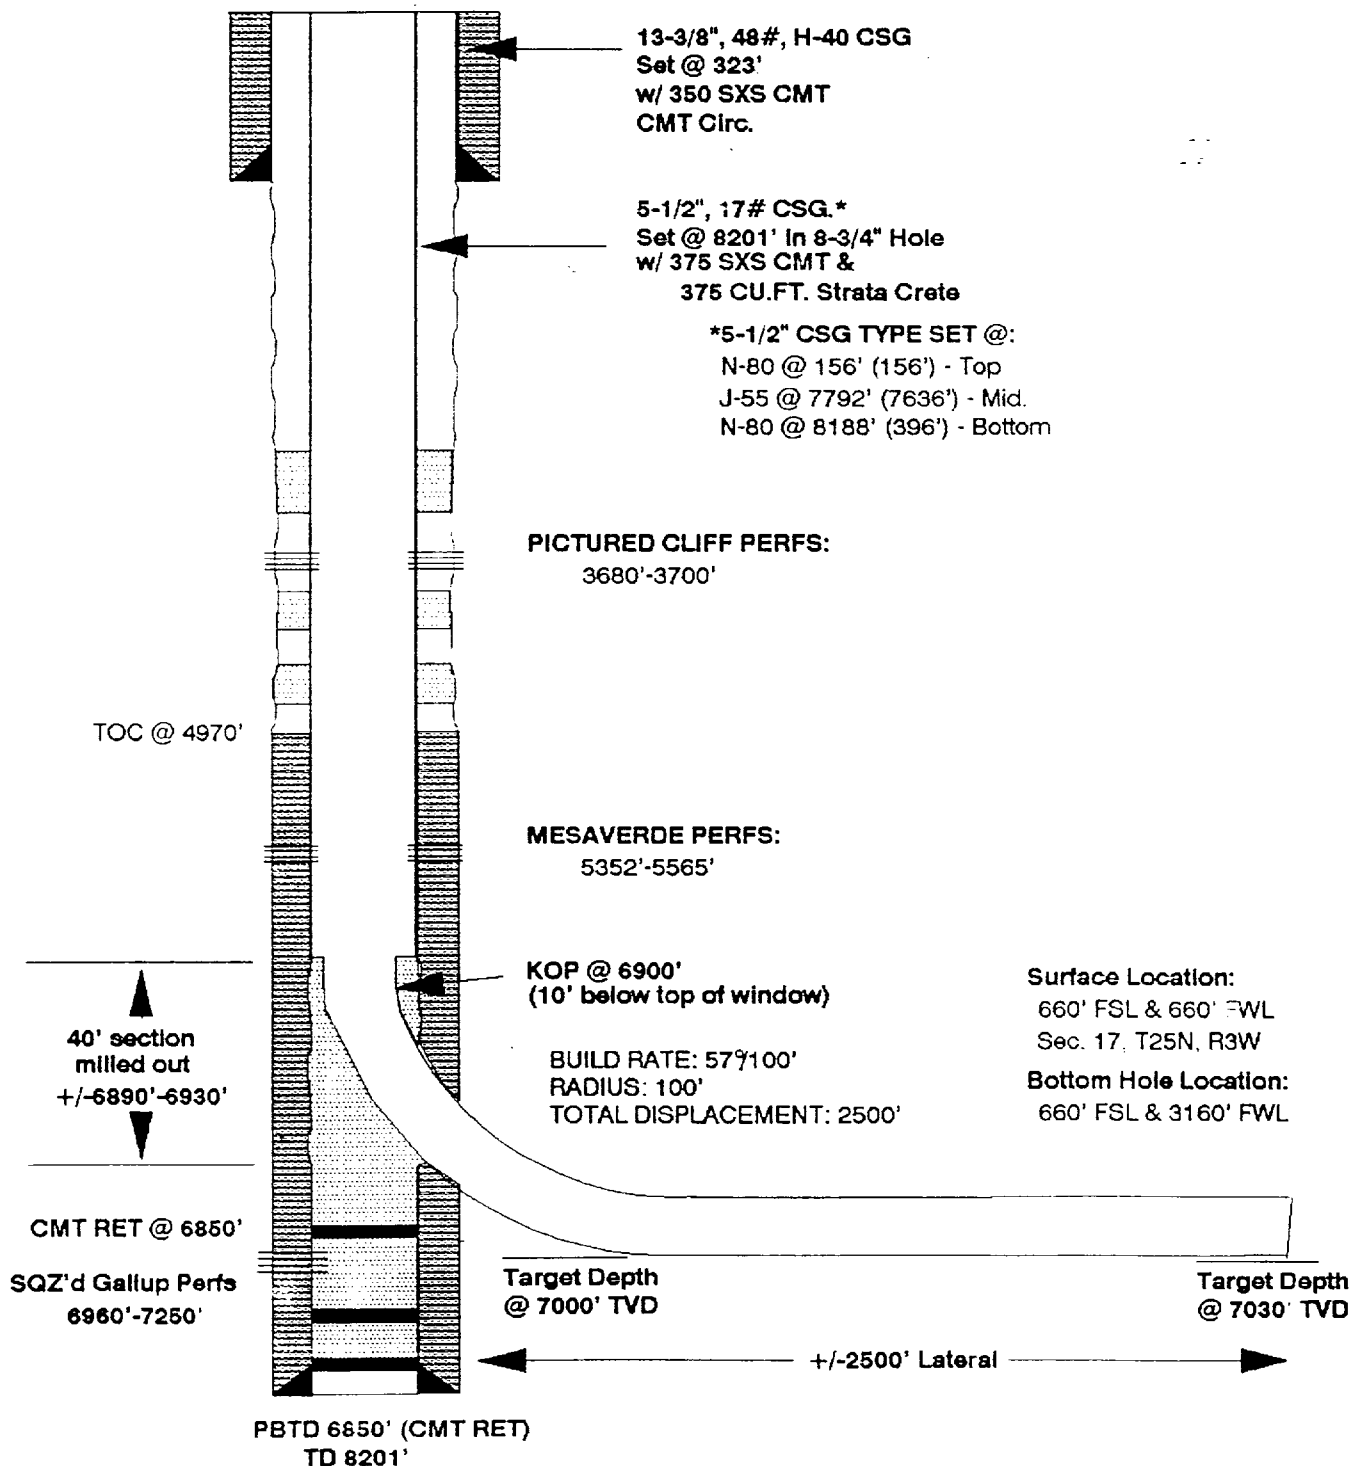 13-3/8", 48#, H-40 CSG
Set @ 323'
w/ 350 SXS CMT
CMT Circ.
5-1/2", 17# CSG.*
Set @ 8201' in 8-3/4" Hole
w/ 375 SXS CMT &
375 CU.FT. Strata Crete
*5-1/2" CSG TYPE SET @:
N-80 @ 156' (156') - Top
J-55 @ 7792' (7636') - Mid.
N-80 @ 8188' (396') - Bottom
PICTURED CLIFF PERFS:
3680'-3700'
TOC @ 4970'
MESAVERDE PERFS:
5352'-5565'
KOP @ 6900'
(10' below top of window)
40' section
milled out
+/-6890'-6930'
BUILD RATE: 57°/100'
RADIUS: 100'
TOTAL DISPLACEMENT: 2500'
Surface Location:
660' FSL & 660' FWL
Sec. 17, T25N, R3W
Bottom Hole Location:
660' FSL & 3160' FWL
CMT RET @ 6850'
SQZ'd Gallup Perfs
6960'-7250'
Target Depth
@ 7000' TVD
Target Depth
@ 7030' TVD
+/-2500' Lateral
PBTD 6850' (CMT RET)
TD 8201'